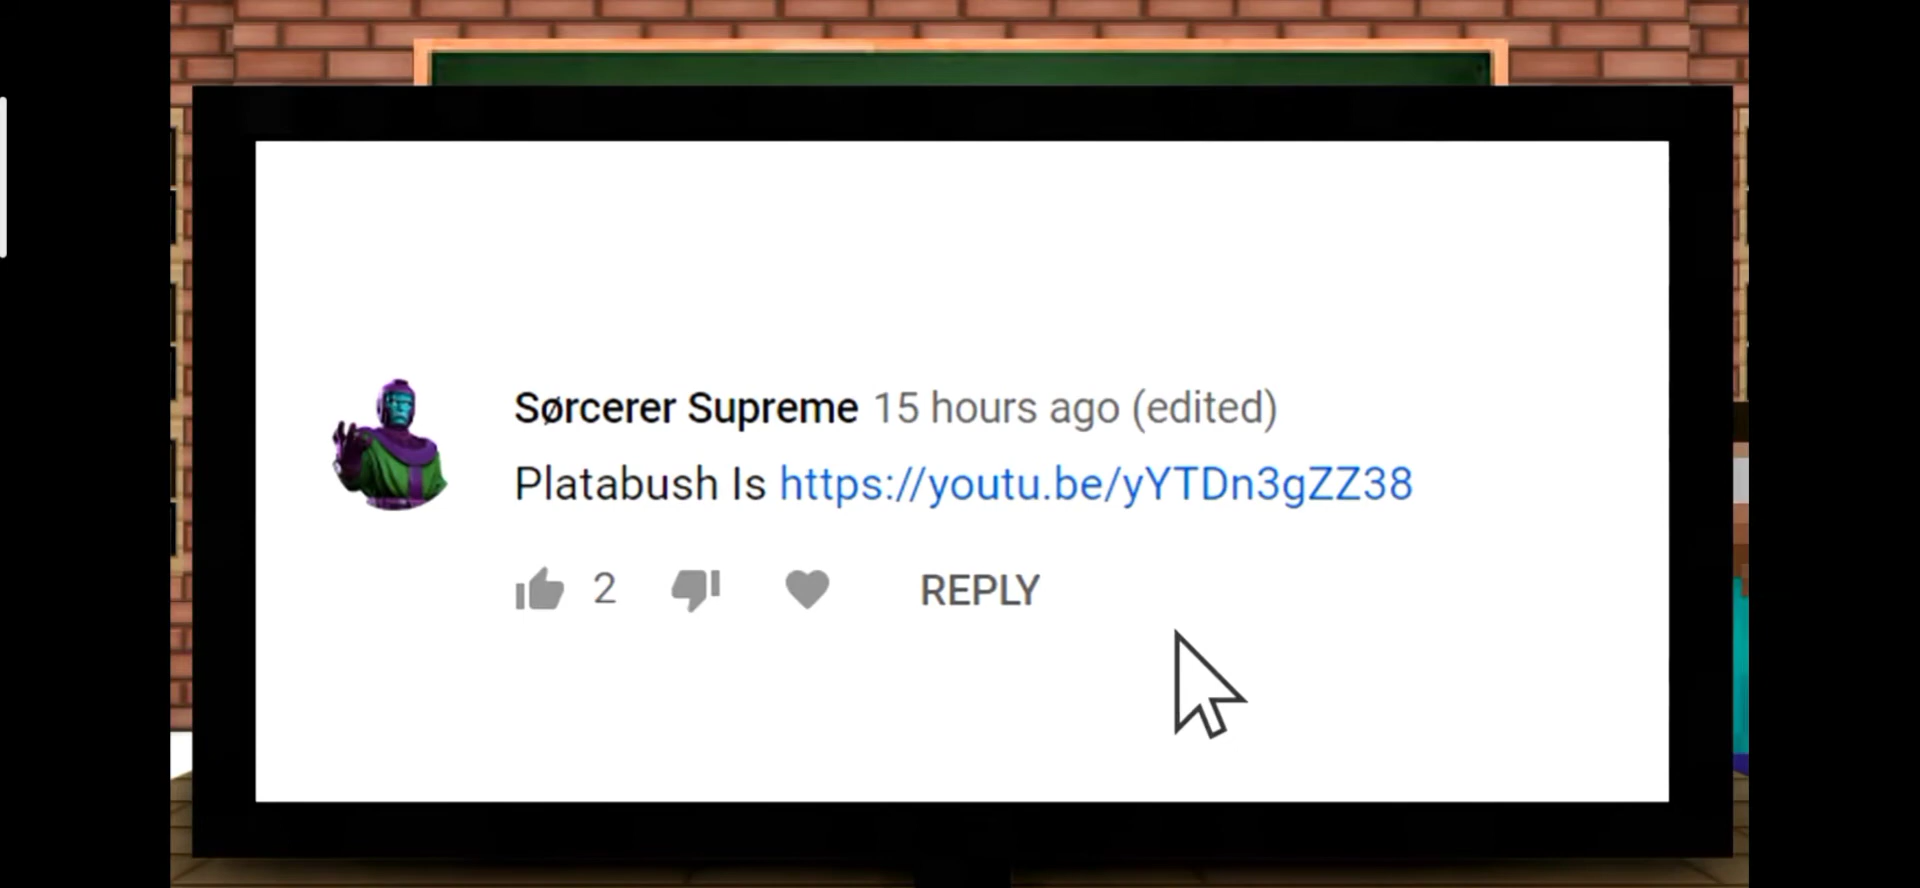 Sørcerer Supreme 15 hours ago (edited)
Platabush Is https://youtu.be/yYTDn3gZZ38
2 REPLY